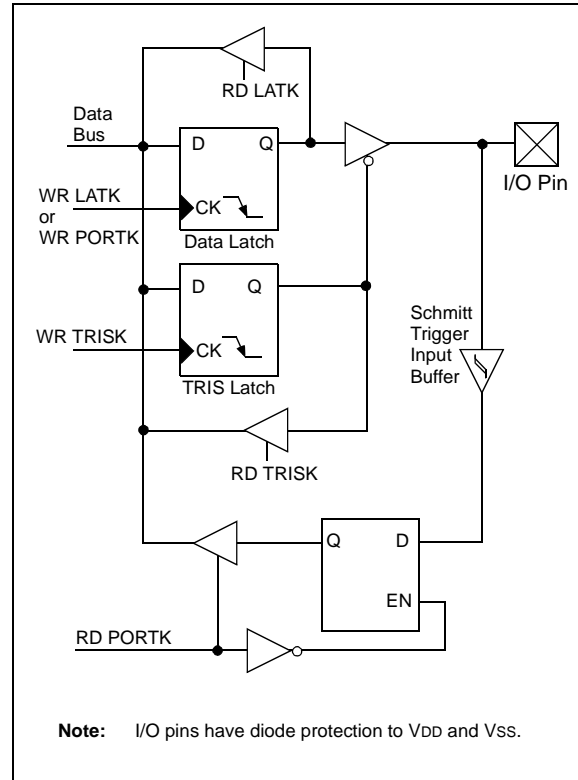 RD LATK
Data
Bus
D Q
I/O Pin
WR LATK
or
WR PORTK
CK
Data Latch
D Q
Schmitt
Trigger
Input
Buffer
WR TRISK
CK
TRIS Latch
RD TRISK
Q D
EN
RD PORTK
Note: I/O pins have diode protection to VDD and VSS.